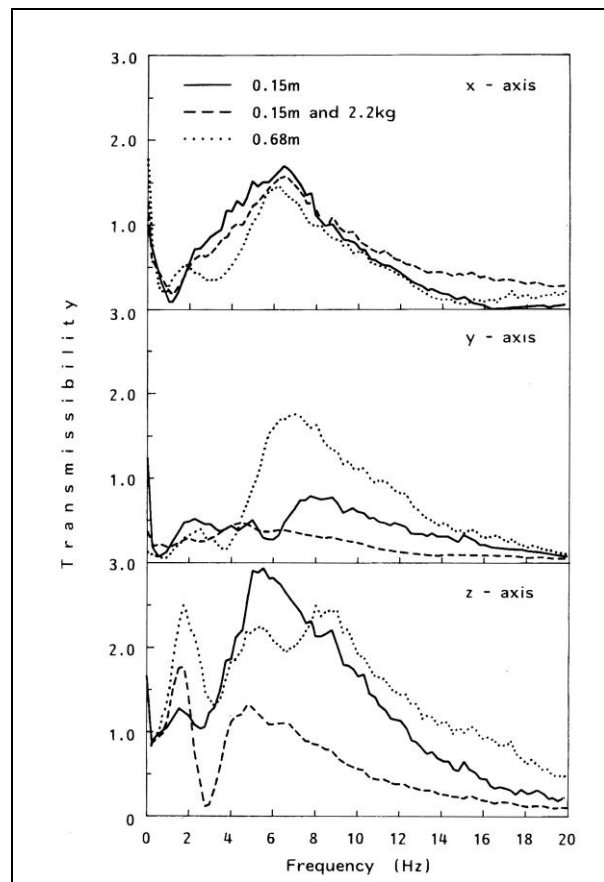 3.0
0.15m
x - axis
0.15m and 2.2kg
2.0
0.68m
1.0
0
3.0
y - axis
2.0
1.0
3.0
z - axis
2.0
1.0
0
0 2 4 6 8 10 12 14 16 18 20
Frequency (Hz)
Transmissibility